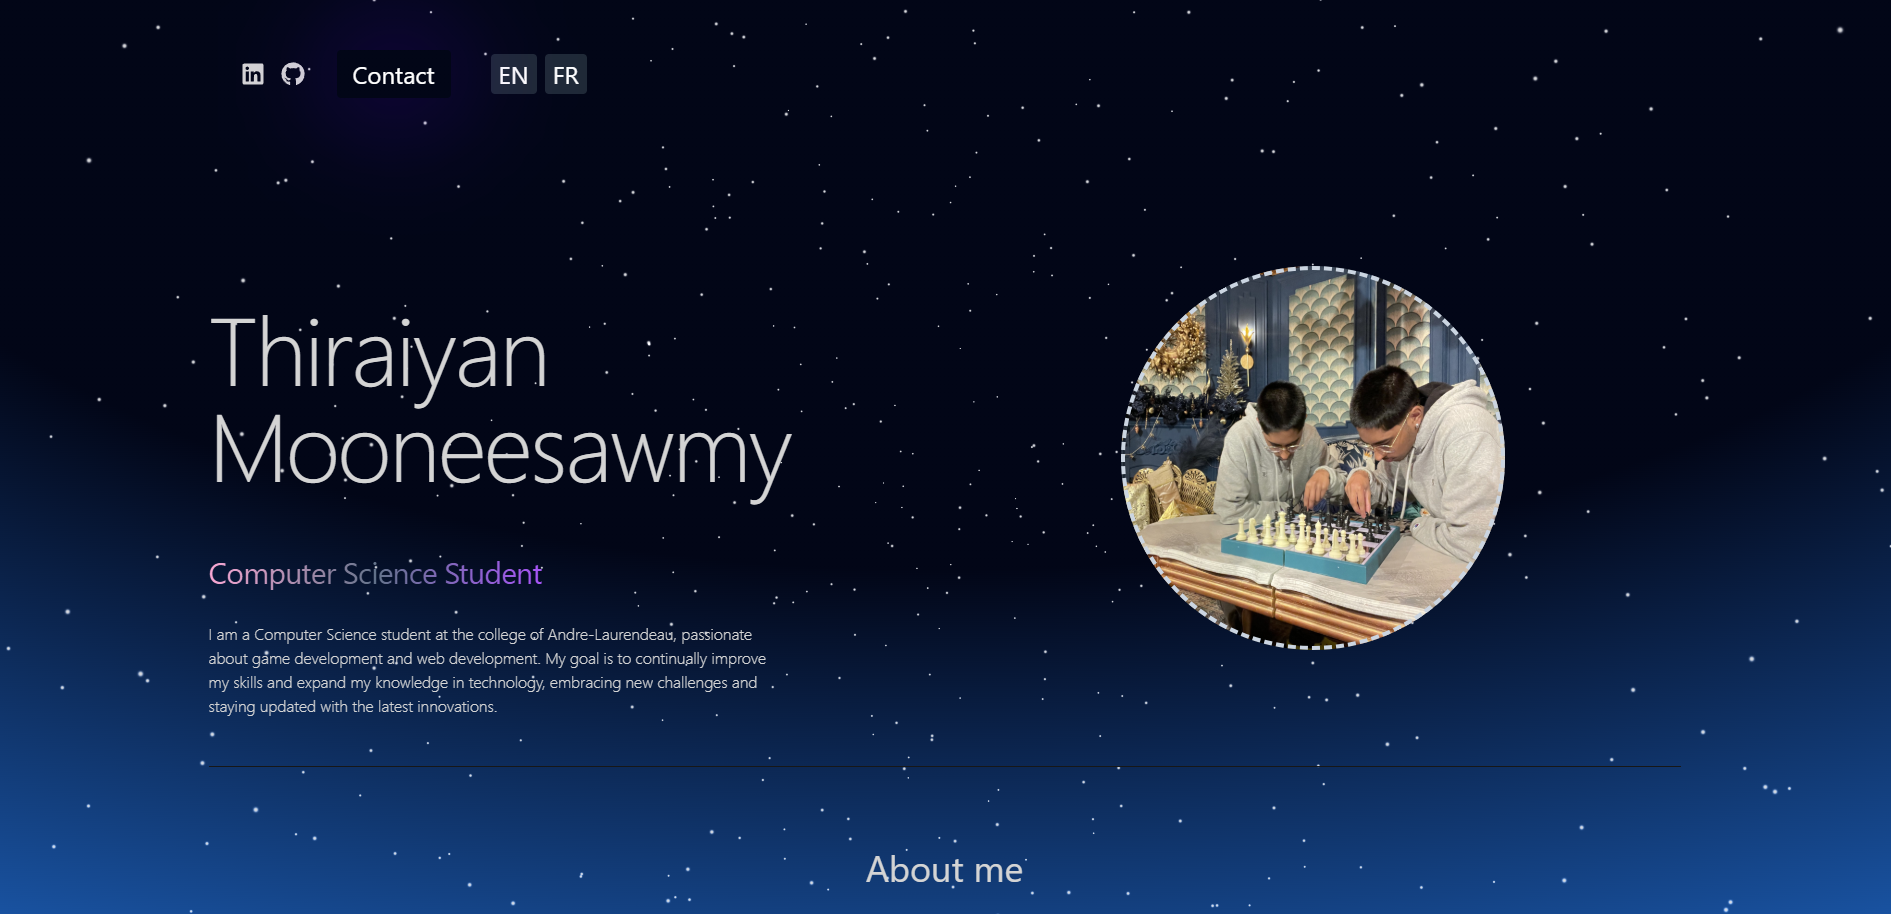 Contact
EN
FR
Thiraiyan
Mooneesawmy
Computer Science Student
I am a Computer Science student at the college of Andre-Laurendeau, passionate
about game development and web development. My goal is to continually improve
my skills and expand my knowledge in technology, embracing new challenges and
staying updated with the latest innovations.
About me